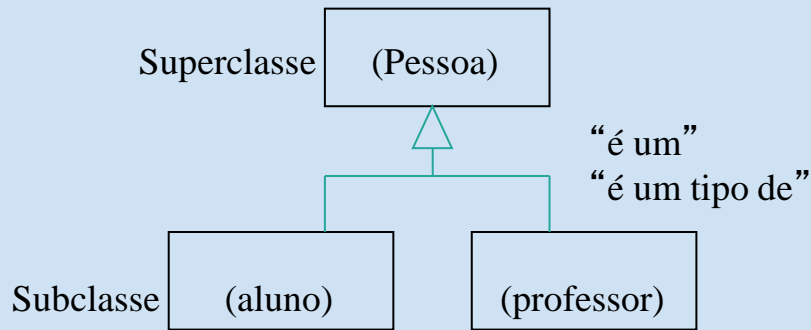 Superclasse (Pessoa)
“é um”
“é um tipo de”
Subclasse (aluno) (professor)